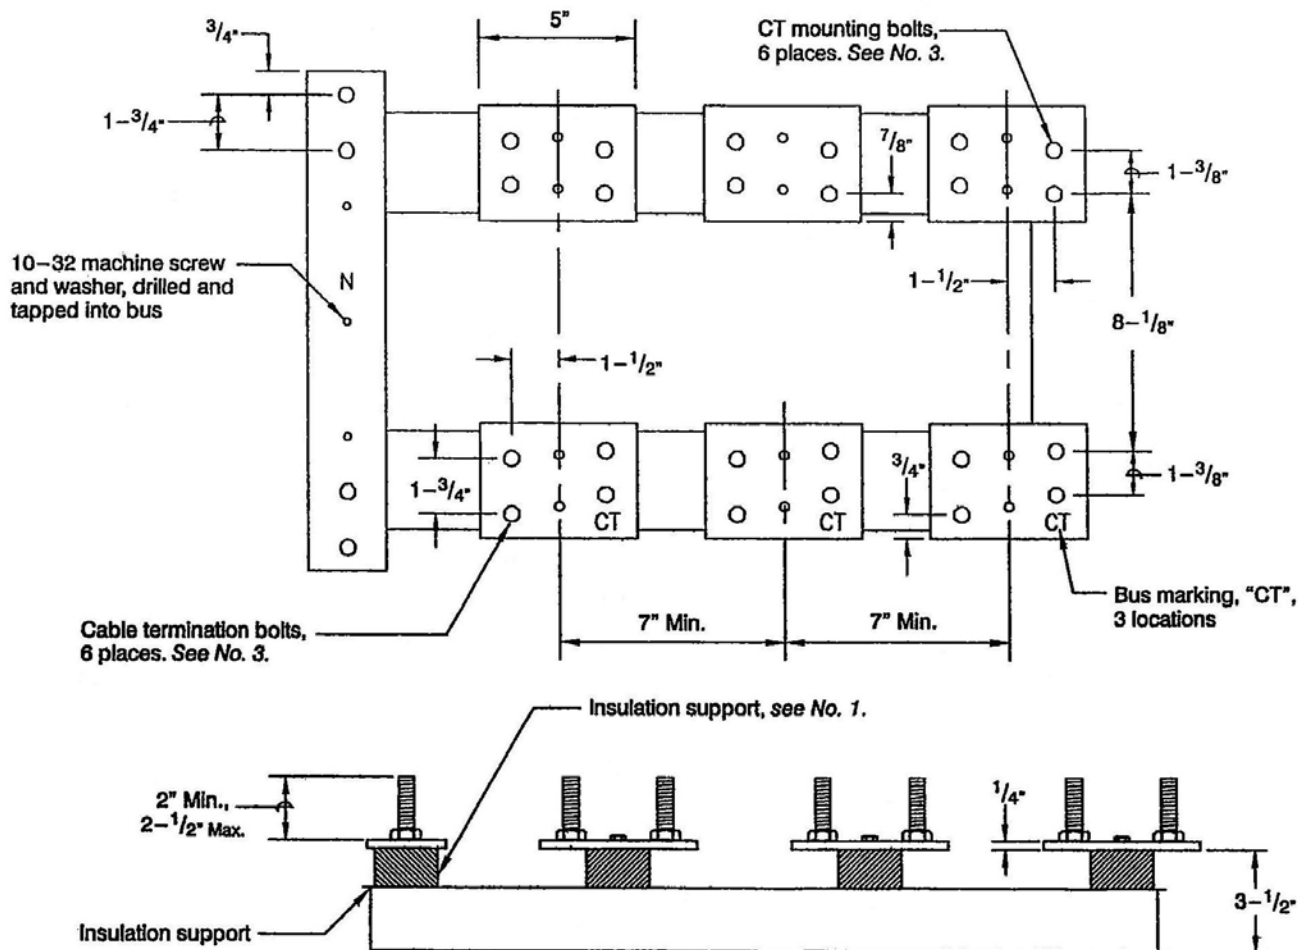 3/4"
5"
CT mounting bolts,
6 places. See No. 3.
1-3/4"
7/8"
1-3/8"
10-32 machine screw
and washer, drilled and
tapped into bus
N
1-1/2"
8-1/8"
1-1/2"
1-3/4"
3/4"
1-3/8"
CT
CT
CT
Cable termination bolts,
6 places. See No. 3.
7" Min.
7" Min.
Bus marking, "CT",
3 locations
Insulation support, see No. 1.
2" Min.,
2-1/2" Max.
1/4"
3-1/2"
Insulation support